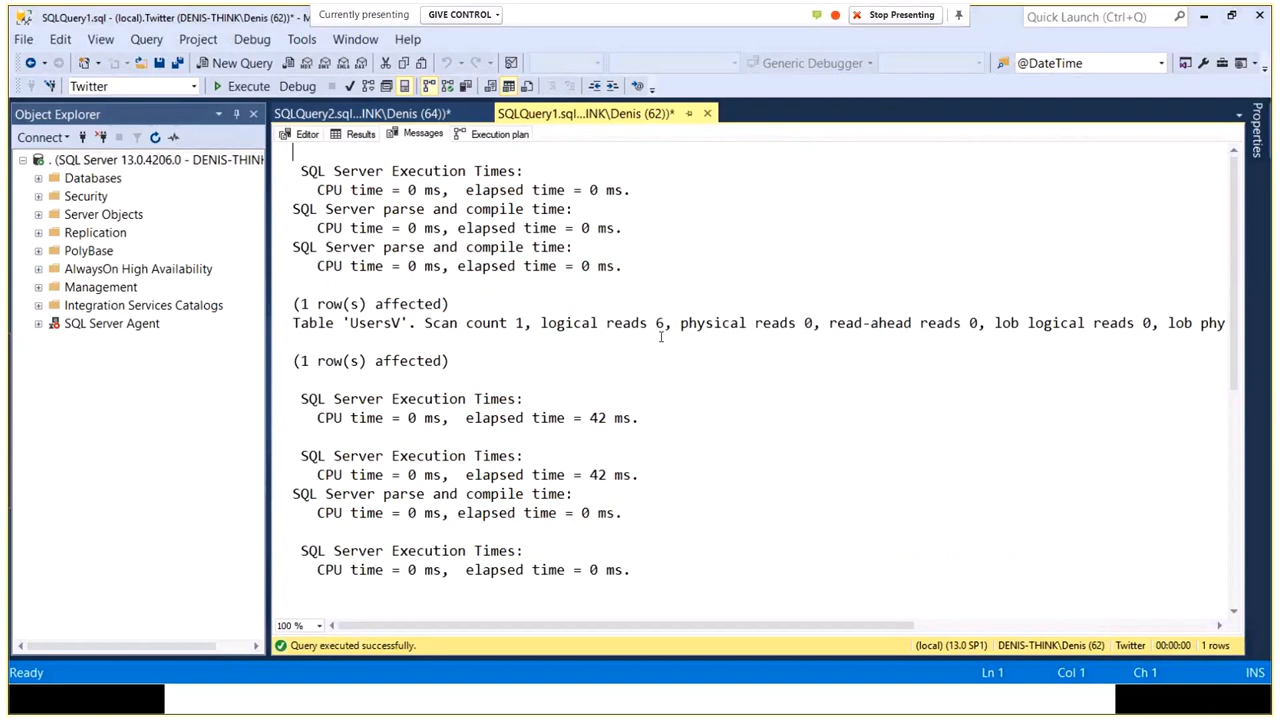 SQLQuery1.sql - (local).Twitter (DENIS-THINK\Denis (62))*
Currently presenting
GIVE CONTROL
Stop Presenting
Quick Launch (Ctrl+Q)
File Edit View Query Project Debug Tools Window Help
New Query
Generic Debugger
@DateTime
Twitter
Execute
Debug
Object Explorer
SQLQuery2.sql...INK\Denis (64))*
SQLQuery1.sql...INK\Denis (62))*
Properties
Connect
Editor
Results
Messages
Execution plan
. (SQL Server 13.0.4206.0 - DENIS-THINK
Databases
Security
Server Objects
Replication
PolyBase
AlwaysOn High Availability
Management
Integration Services Catalogs
SQL Server Agent
SQL Server Execution Times:
CPU time = 0 ms, elapsed time = 0 ms.
SQL Server parse and compile time:
CPU time = 0 ms, elapsed time = 0 ms.
SQL Server parse and compile time:
CPU time = 0 ms, elapsed time = 0 ms.
(1 row(s) affected)
Table 'UsersV'. Scan count 1, logical reads 6, physical reads 0, read-ahead reads 0, lob logical reads 0, lob phy
(1 row(s) affected)
SQL Server Execution Times:
CPU time = 0 ms, elapsed time = 42 ms.
SQL Server Execution Times:
CPU time = 0 ms, elapsed time = 42 ms.
SQL Server parse and compile time:
CPU time = 0 ms, elapsed time = 0 ms.
SQL Server Execution Times:
CPU time = 0 ms, elapsed time = 0 ms.
100 %
Query executed successfully.
(local) (13.0 SP1)
DENIS-THINK\Denis (62)
Twitter
00:00:00
1 rows
Ready
Ln 1
Col 1
Ch 1
INS